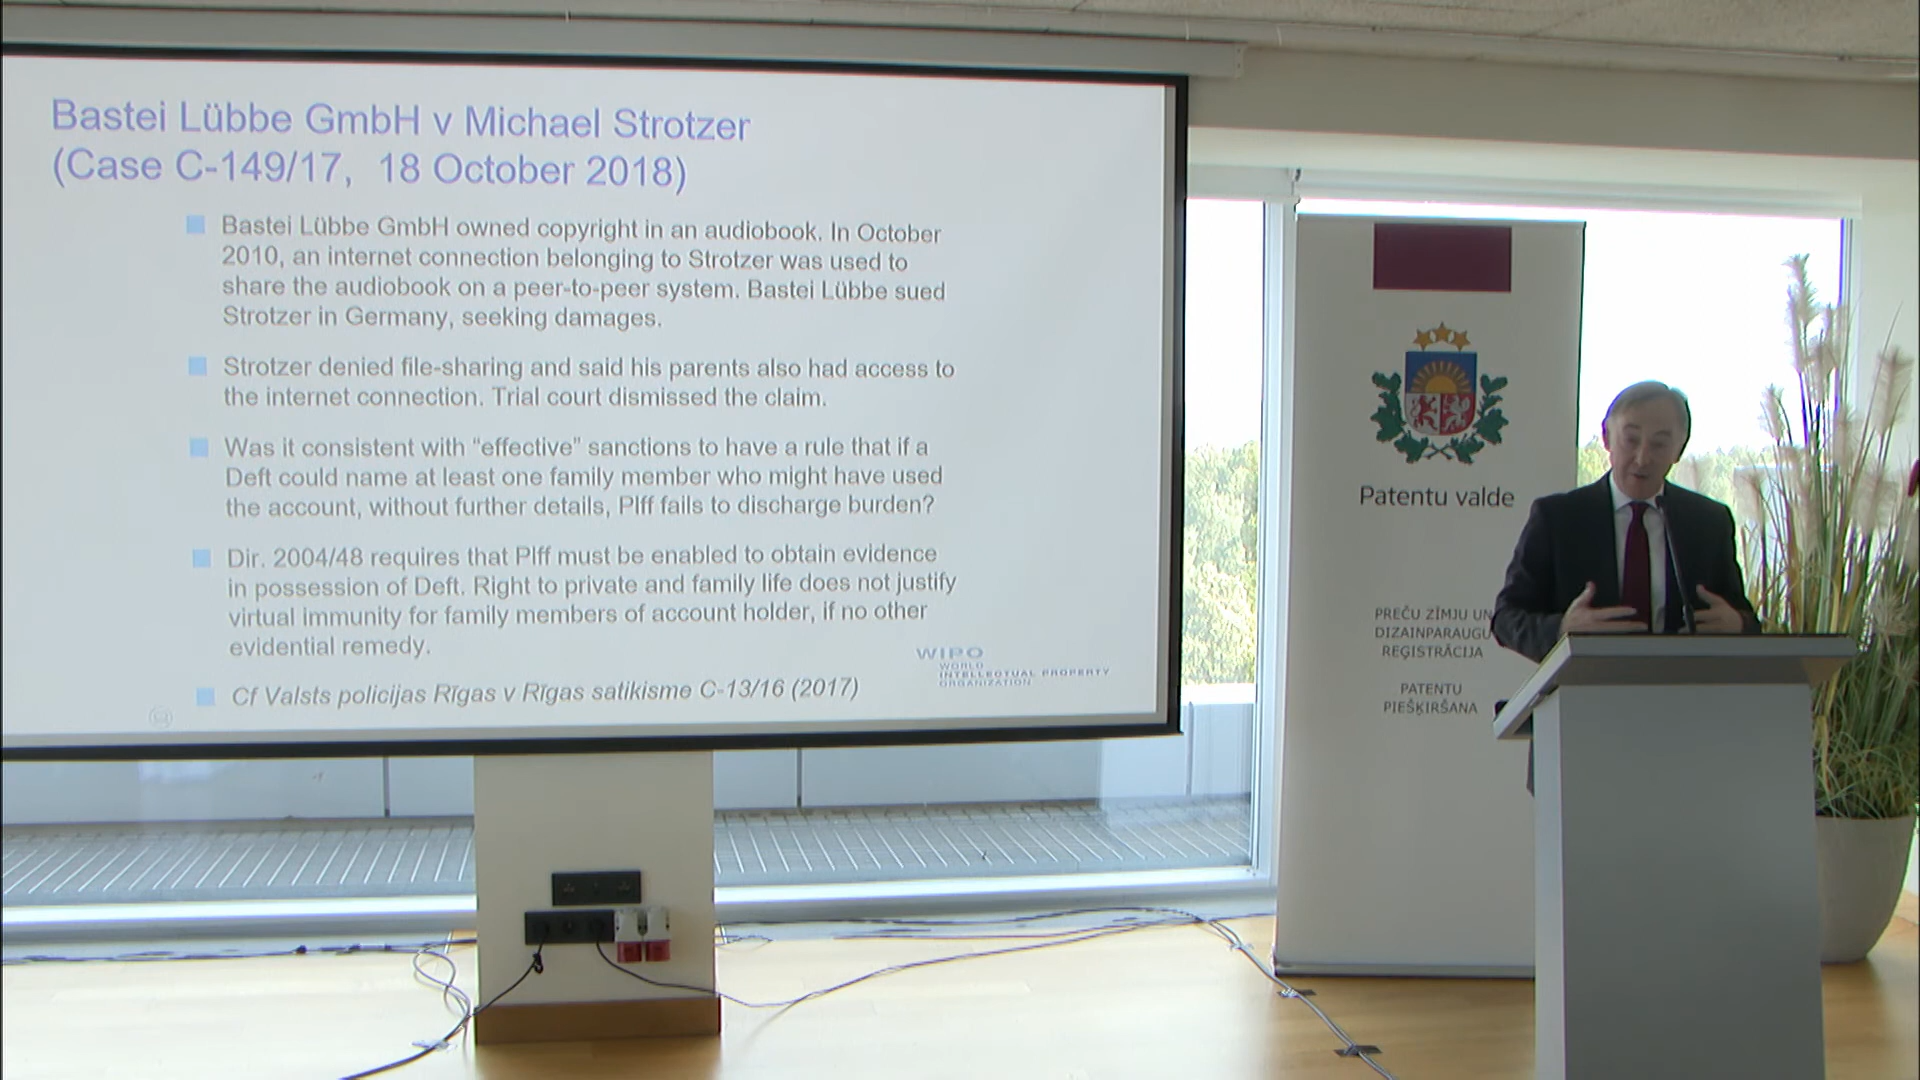 Bastei Lübbe GmbH v Michael Strotzer
(Case C-149/17, 18 October 2018)
Bastei Lübbe GmbH owned copyright in an audiobook. In October
2010, an internet connection belonging to Strotzer was used to
share the audiobook on a peer-to-peer system. Bastei Lübbe sued
Strotzer in Germany, seeking damages.
Strotzer denied file-sharing and said his parents also had access to
the internet connection. Trial court dismissed the claim.
Was it consistent with “effective” sanctions to have a rule that if a
Deft could name at least one family member who might have used
the account, without further details, Plff fails to discharge burden?
Dir. 2004/48 requires that Plff must be enabled to obtain evidence
in possession of Deft. Right to private and family life does not justify
virtual immunity for family members of account holder, if no other
evidential remedy.
Cf Valsts policijas Rīgas v Rīgas satiksme C-13/16 (2017)
WIPO
WORLD
INTELLECTUAL PROPERTY
ORGANIZATION
Patentu valde
PREČU ZĪMJU UN
DIZAINPARAUGU
REĢISTRĀCIJA
PATENTU
PIEŠĶIRŠANA